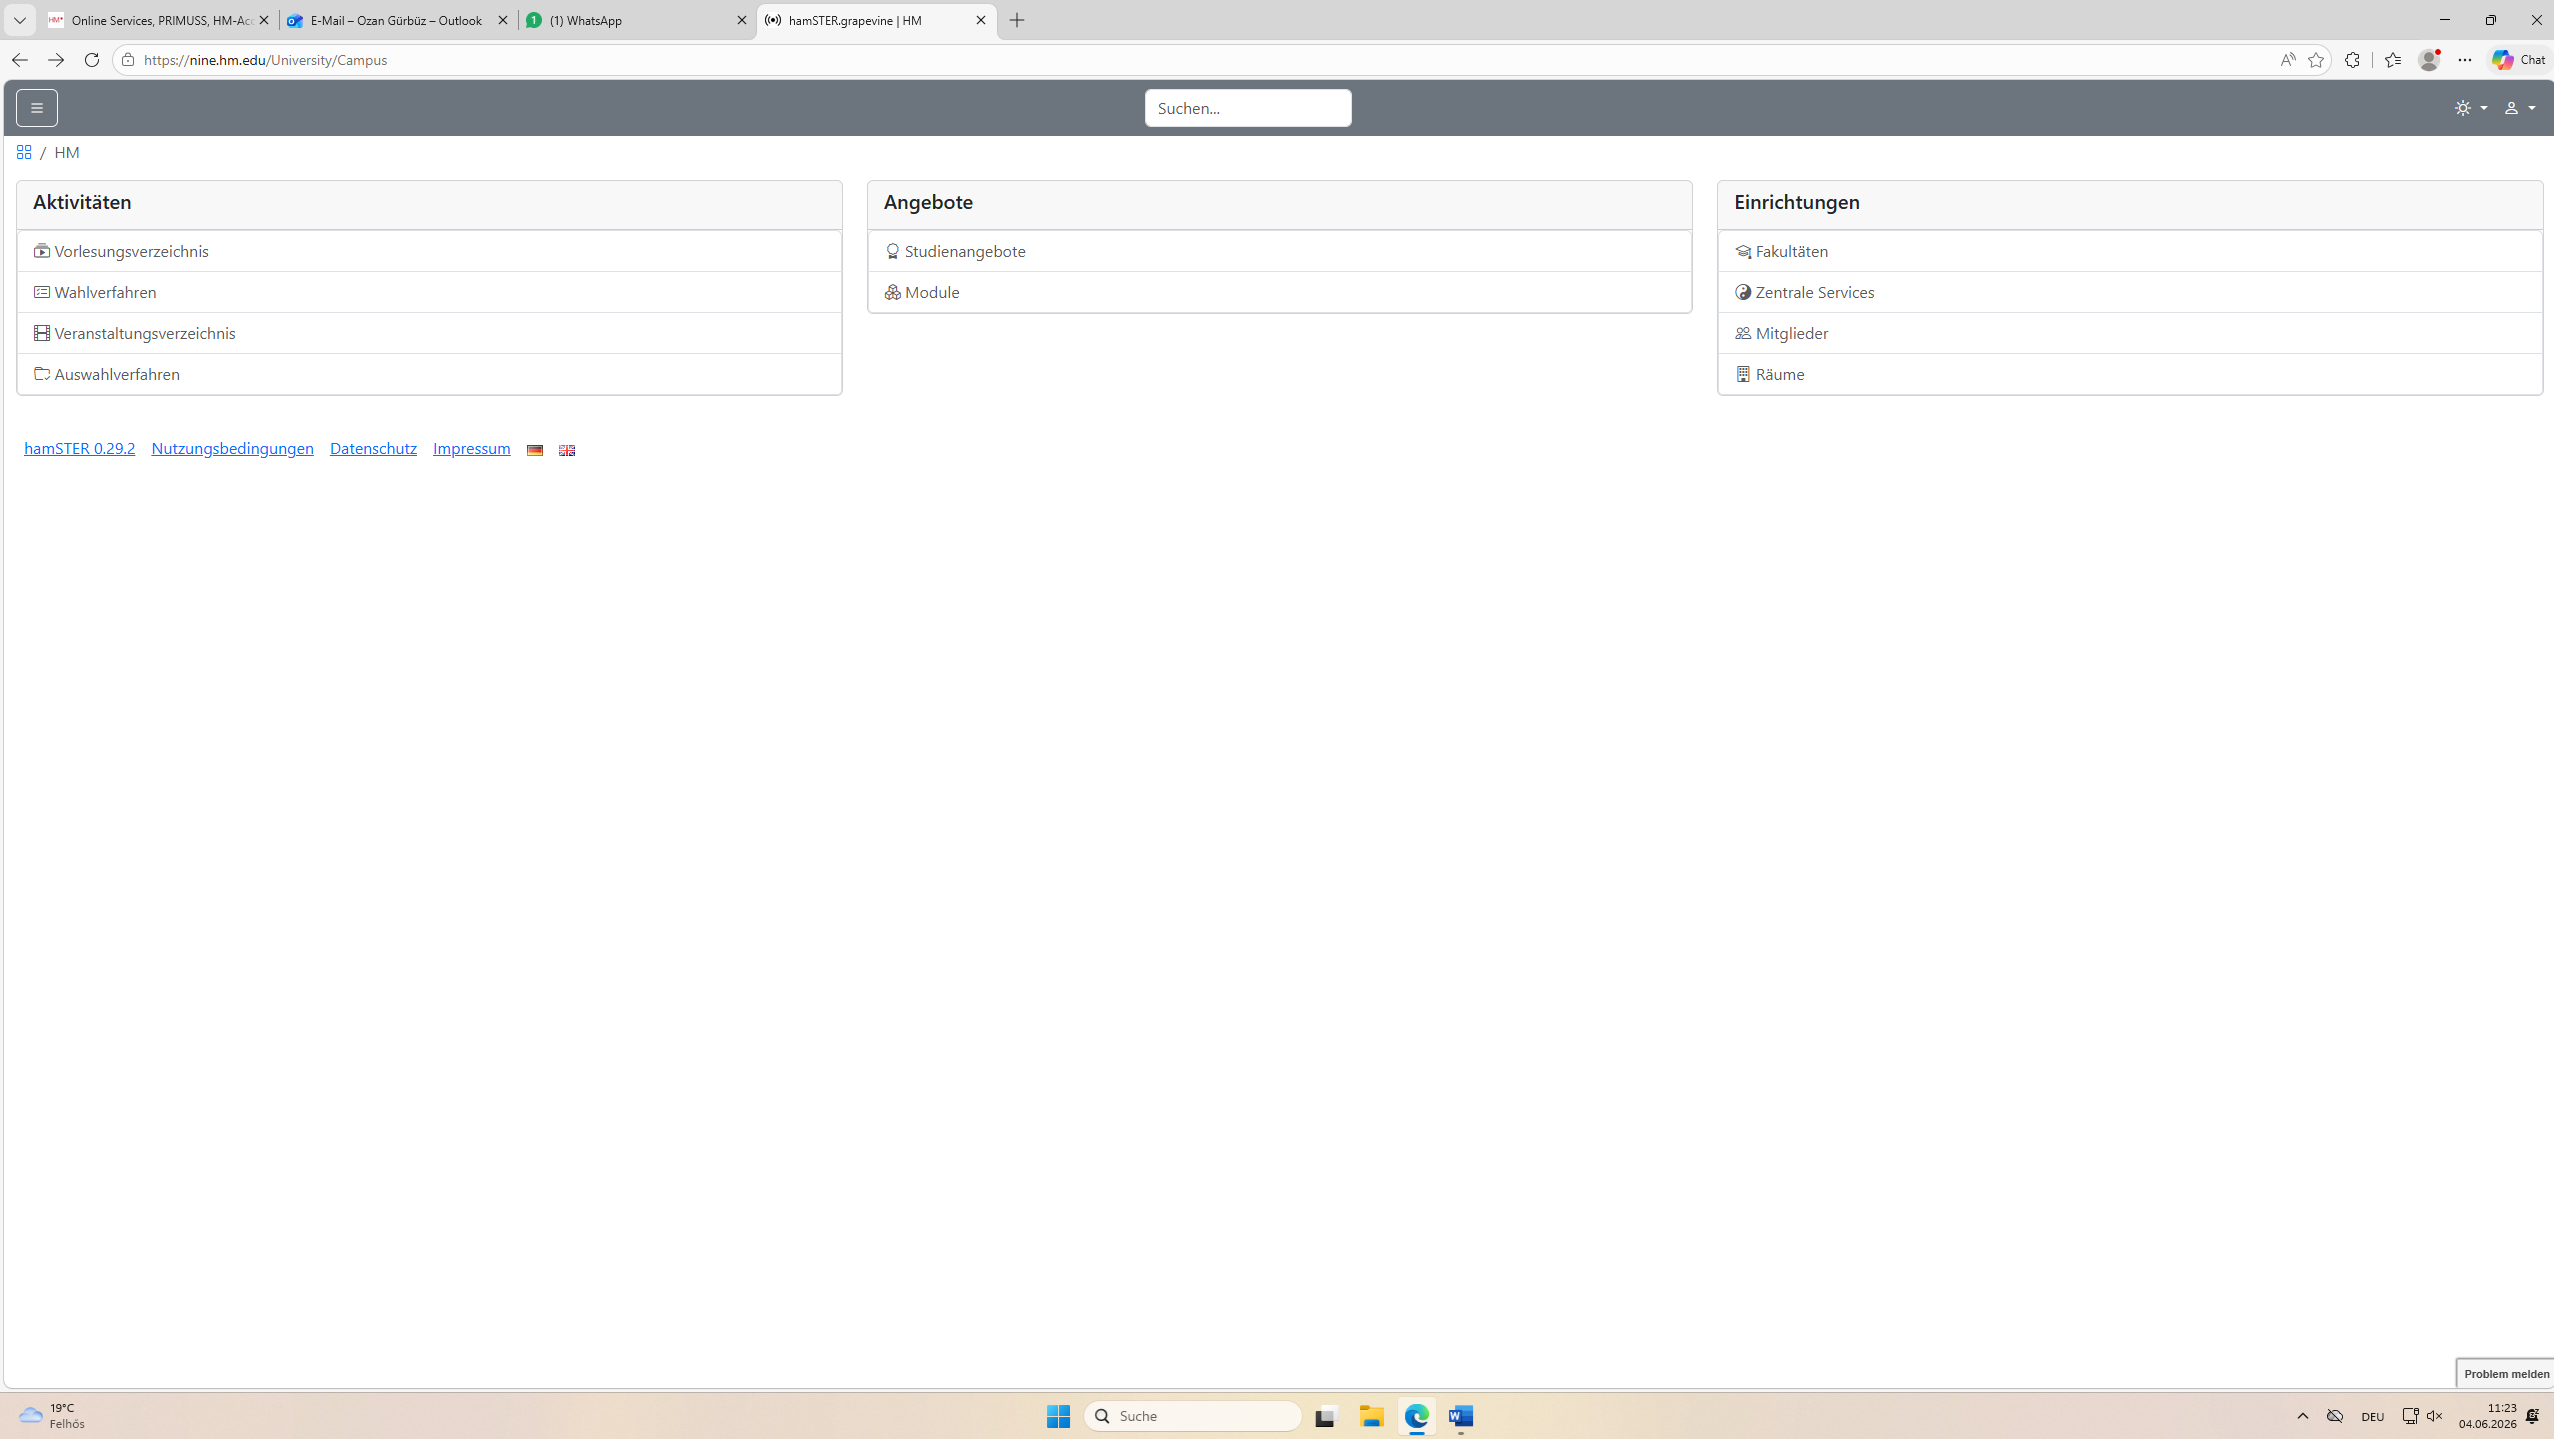 Online Services, PRIMUSS, HM-Acc
E-Mail – Ozan Gürbüz – Outlook
1 (1) WhatsApp
hamSTER.grapevine | HM
https://nine.hm.edu/University/Campus
Chat
Suchen...
/ HM
Aktivitäten
Vorlesungsverzeichnis
Wahlverfahren
Veranstaltungsverzeichnis
Auswahlverfahren
Angebote
Studienangebote
Module
Einrichtungen
Fakultäten
Zentrale Services
Mitglieder
Räume
hamSTER 0.29.2 Nutzungsbedingungen Datenschutz Impressum
Problem melden
19°C
Felhős
Suche
DEU
11:23
04.06.2026